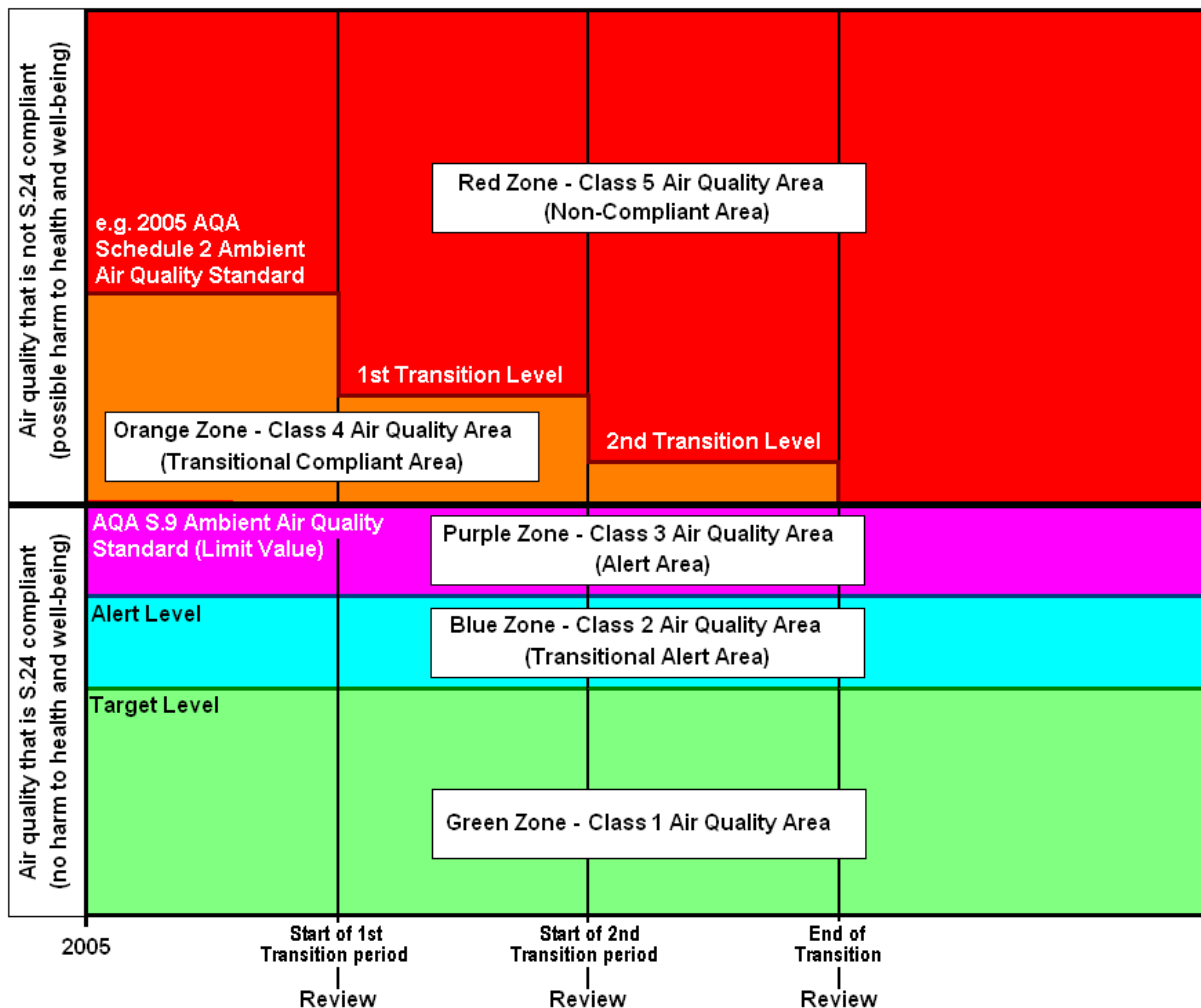 Air quality that is not S.24 compliant
(possible harm to health and well-being)
Red Zone - Class 5 Air Quality Area
(Non-Compliant Area)
e.g. 2005 AQA
Schedule 2 Ambient
Air Quality Standard
1st Transition Level
Orange Zone - Class 4 Air Quality Area
(Transitional Compliant Area)
2nd Transition Level
Air quality that is S.24 compliant
(no harm to health and well-being)
AQA S.9 Ambient Air Quality
Standard (Limit Value)
Purple Zone - Class 3 Air Quality Area
(Alert Area)
Alert Level
Blue Zone - Class 2 Air Quality Area
(Transitional Alert Area)
Target Level
Green Zone - Class 1 Air Quality Area
2005
Start of 1st
Transition period
Review
Start of 2nd
Transition period
Review
End of
Transition
Review